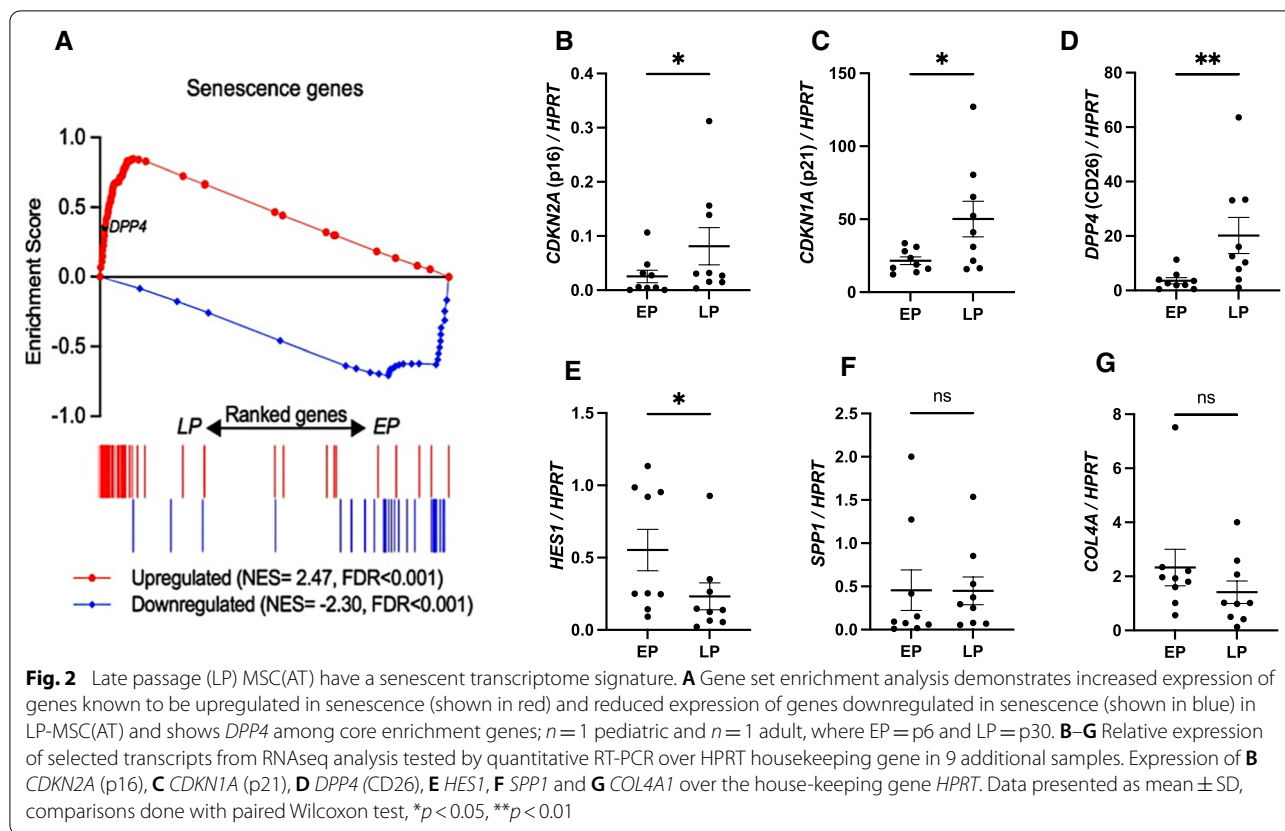 A
Senescence genes
Enrichment Score
1.0
0.5
0.0
-0.5
-1.0
DPP4
LP Ranked genes EP
Upregulated (NES= 2.47, FDR<0.001)
Downregulated (NES= -2.30, FDR<0.001)
B
CDKN2A (p16) / HPRT
0.4
0.3
0.2
0.1
0.0
*
EP LP
C
CDKN1A (p21) / HPRT
150
100
50
0
*
EP LP
D
DPP4 (CD26) / HPRT
80
60
40
20
0
**
EP LP
E
HES1 / HPRT
1.5
1.0
0.5
0.0
*
EP LP
F
SPP1 / HPRT
2.5
2.0
1.5
1.0
0.5
0.0
ns
EP LP
G
COL4A / HPRT
8
6
4
2
0
ns
EP LP
Fig. 2 Late passage (LP) MSC(AT) have a senescent transcriptome signature. A Gene set enrichment analysis demonstrates increased expression of
genes known to be upregulated in senescence (shown in red) and reduced expression of genes downregulated in senescence (shown in blue) in
LP-MSC(AT) and shows DPP4 among core enrichment genes; n = 1 pediatric and n = 1 adult, where EP = p6 and LP = p30. B–G Relative expression
of selected transcripts from RNAseq analysis tested by quantitative RT-PCR over HPRT housekeeping gene in 9 additional samples. Expression of B
CDKN2A (p16), C CDKN1A (p21), D DPP4 (CD26), E HES1, F SPP1 and G COL4A1 over the house-keeping gene HPRT. Data presented as mean ± SD,
comparisons done with paired Wilcoxon test, *p < 0.05, **p < 0.01